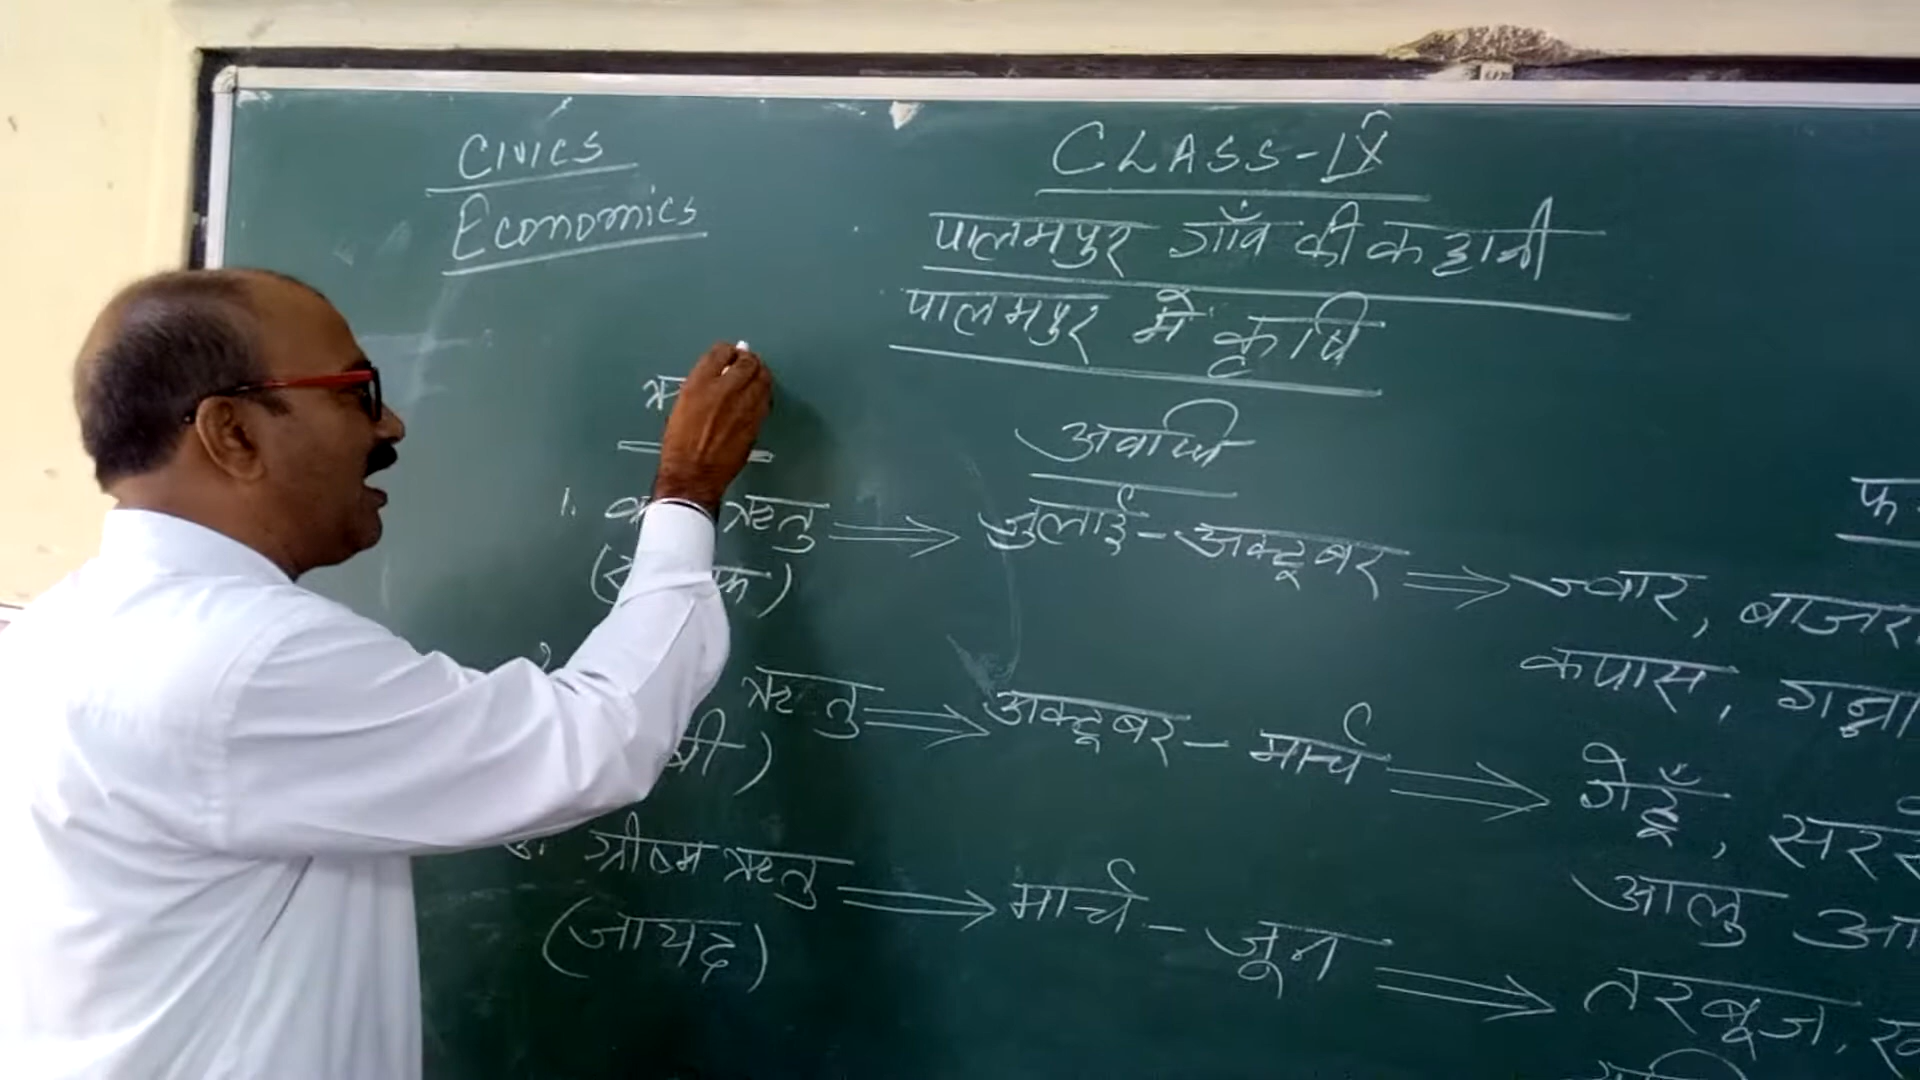 CIVICS
Economics
CLASS-IX
पालमपुर गाँव की कहानी
पालमपुर में कृषि
अवधि
1. ऋतु ⟹ जुलाई - अक्टूबर ⟹ ज्वार, बाजर
कपास, गन्ना
ऋतु ⟹ अक्टूबर - मार्च ⟹ गेहूँ,
आलु
ग्रीष्म ऋतु ⟹ मार्च - जून ⟹ तरबूज,
(जायद)